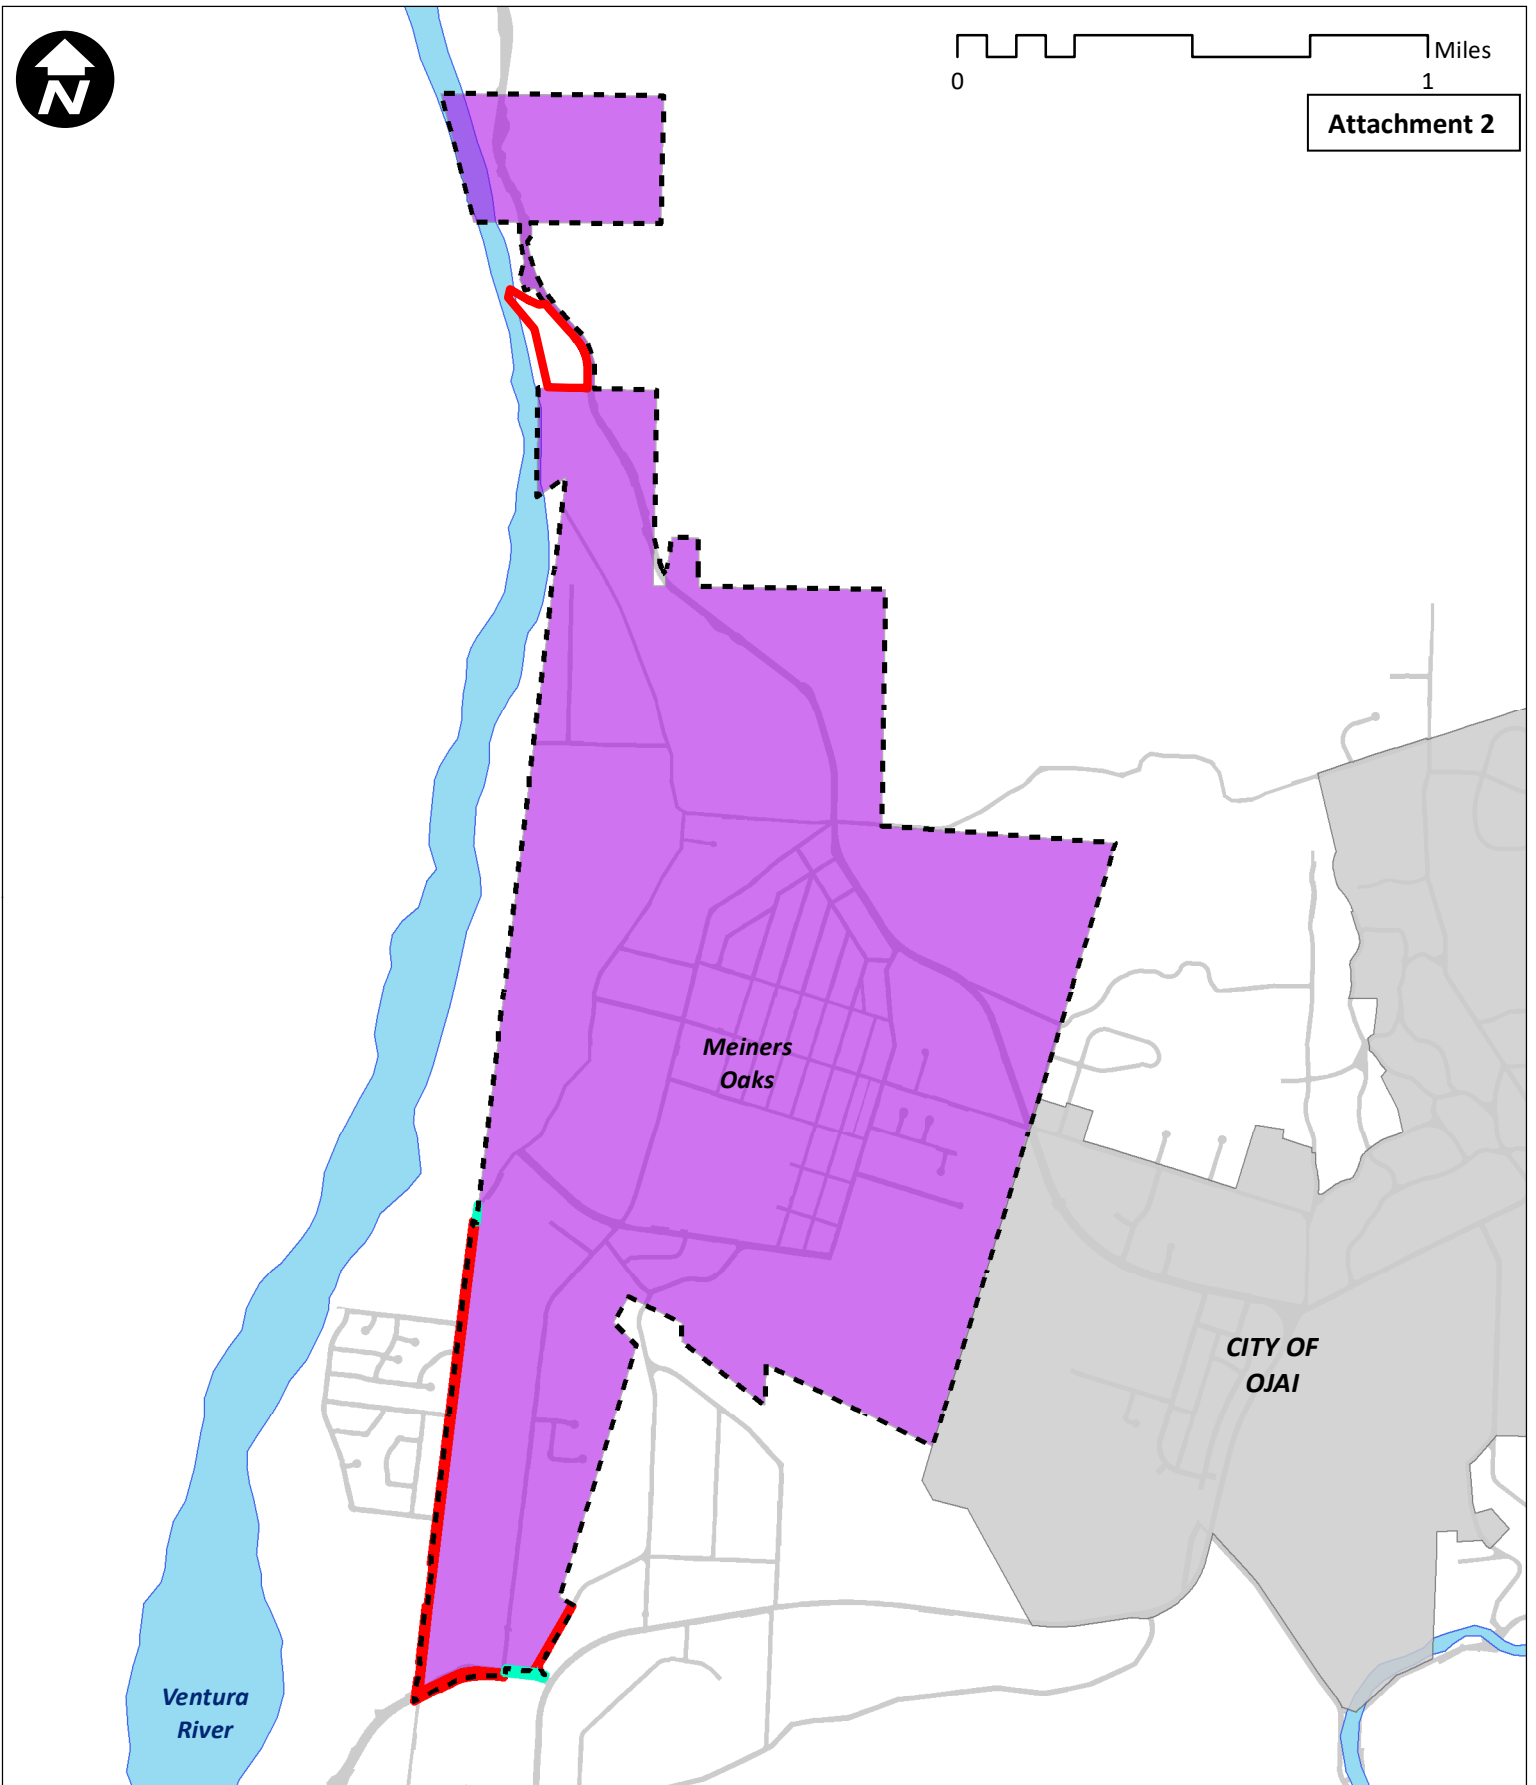 N
Miles
0 1
Attachment 2
Meiners
Oaks
CITY OF
OJAI
Ventura
River